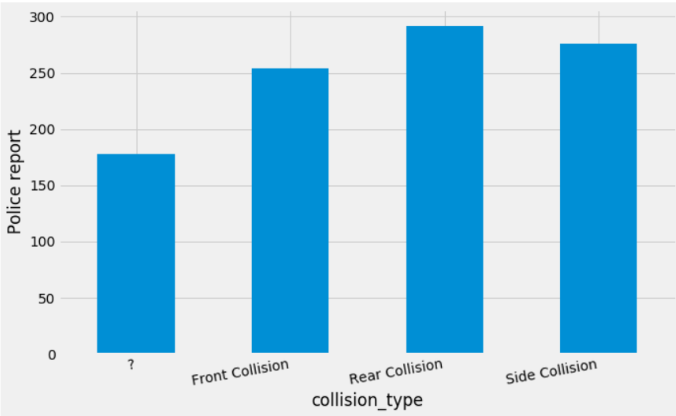 300
250
200
150
100
50
0
Police report
?
Front Collision
Rear Collision
Side Collision
collision_type